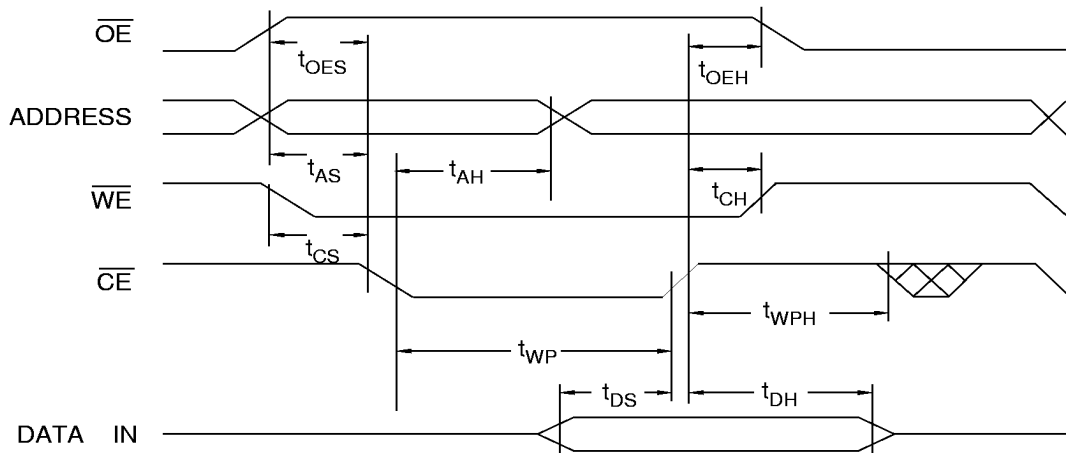 OE
tOES
tOEH
ADDRESS
tAS
tAH
tCH
WE
tCS
CE
tWPH
tWP
tDS
tDH
DATA IN